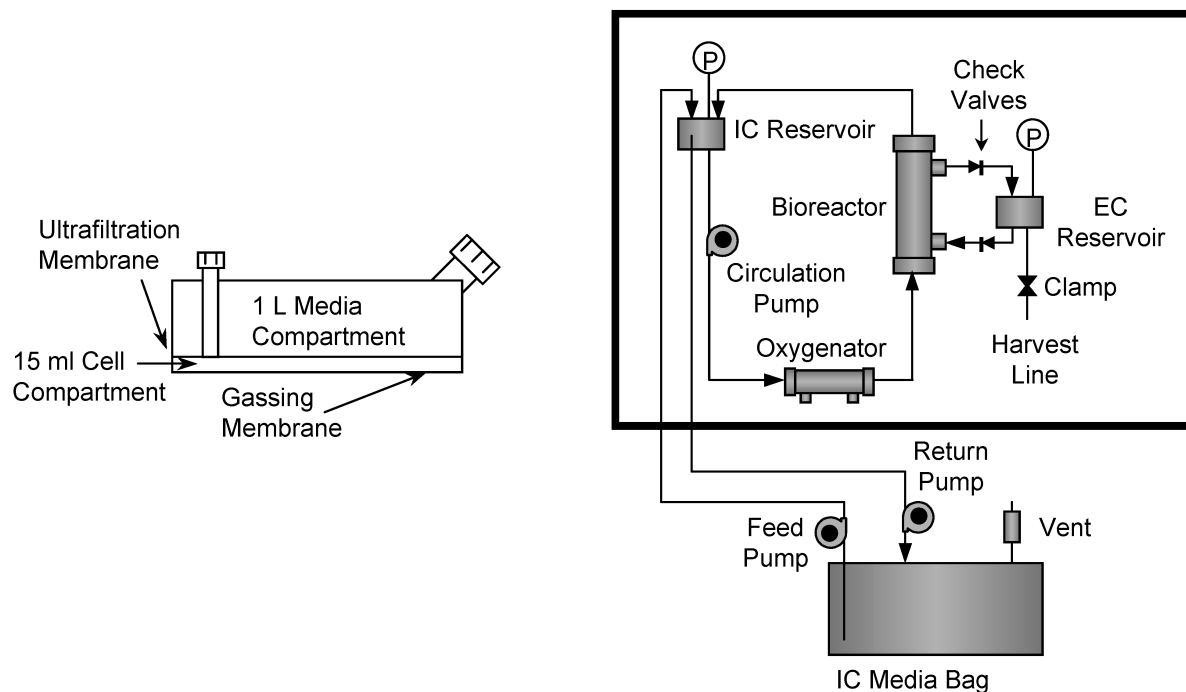 Ultrafiltration
Membrane
1 L Media
Compartment
15 ml Cell
Compartment
Gassing
Membrane
P
IC Reservoir
Check
Valves
P
Bioreactor
EC
Reservoir
Circulation
Pump
Clamp
Oxygenator
Harvest
Line
Return
Pump
Feed
Pump
Vent
IC Media Bag